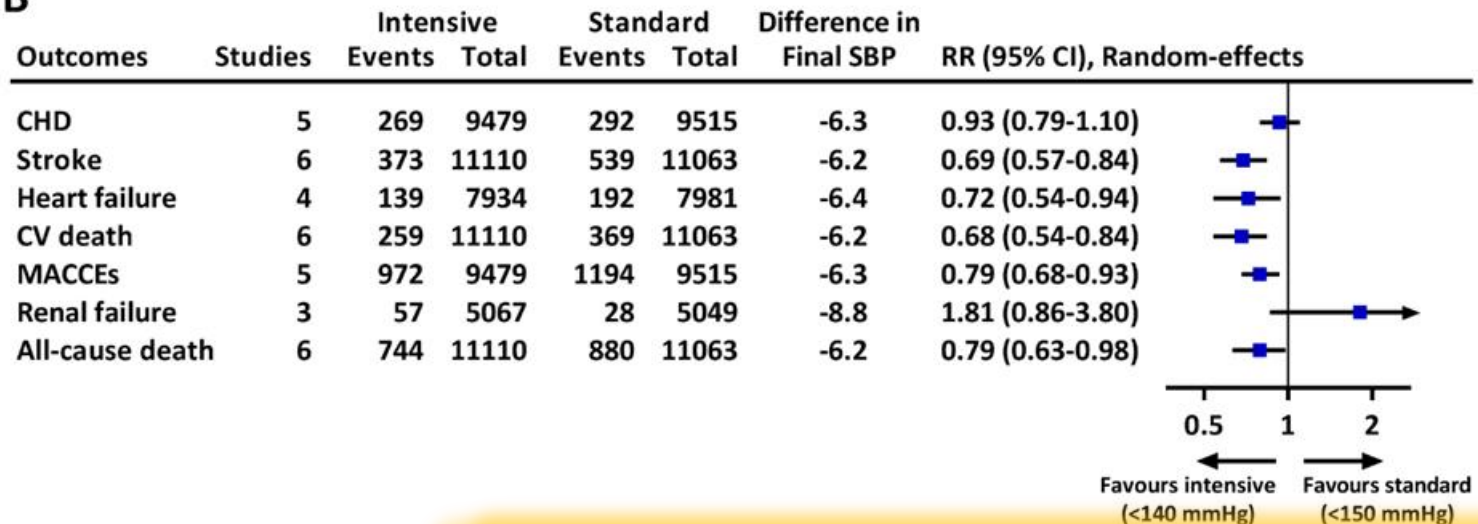 B
Intensive Standard Difference in
Outcomes Studies Events Total Events Total Final SBP RR (95% CI), Random-effects
CHD 5 269 9479 292 9515 -6.3 0.93 (0.79-1.10)
Stroke 6 373 11110 539 11063 -6.2 0.69 (0.57-0.84)
Heart failure 4 139 7934 192 7981 -6.4 0.72 (0.54-0.94)
CV death 6 259 11110 369 11063 -6.2 0.68 (0.54-0.84)
MACCEs 5 972 9479 1194 9515 -6.3 0.79 (0.68-0.93)
Renal failure 3 57 5067 28 5049 -8.8 1.81 (0.86-3.80)
All-cause death 6 744 11110 880 11063 -6.2 0.79 (0.63-0.98)
0.5 1 2
Favours intensive Favours standard
(<140 mmHg) (<150 mmHg)